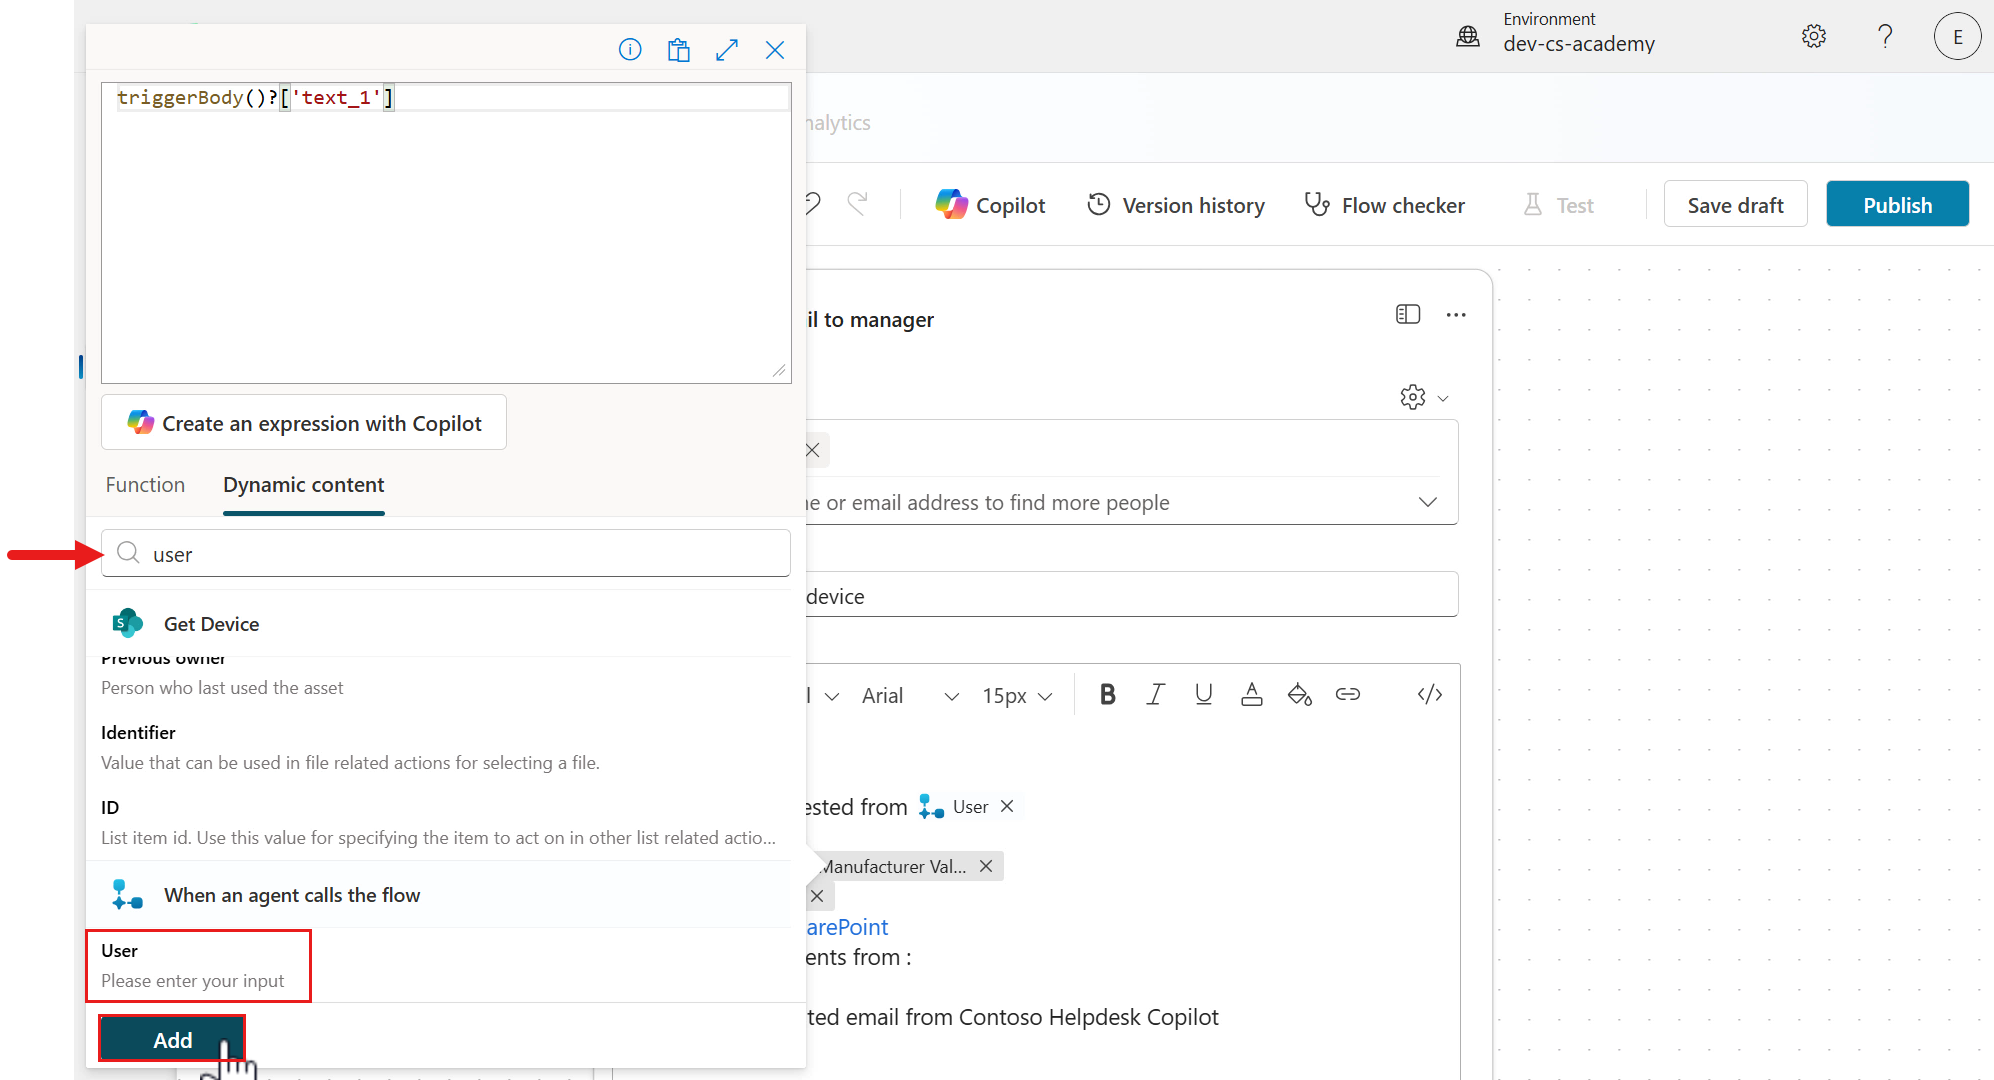 Environment
dev-cs-academy
E
triggerBody()?['text_1']
nalytics
Copilot
Version history
Flow checker
Test
Save draft
Publish
il to manager
Create an expression with Copilot
Function
Dynamic content
user
Get Device
Previous owner
Person who last used the asset
Identifier
Value that can be used in file related actions for selecting a file.
ID
List item id. Use this value for specifying the item to act on in other list related actio...
When an agent calls the flow
User
Please enter your input
Add
e or email address to find more people
device
l Arial 15px B I U A </>
ested from User
Manufacturer Val...
arePoint
ents from :
ted email from Contoso Helpdesk Copilot